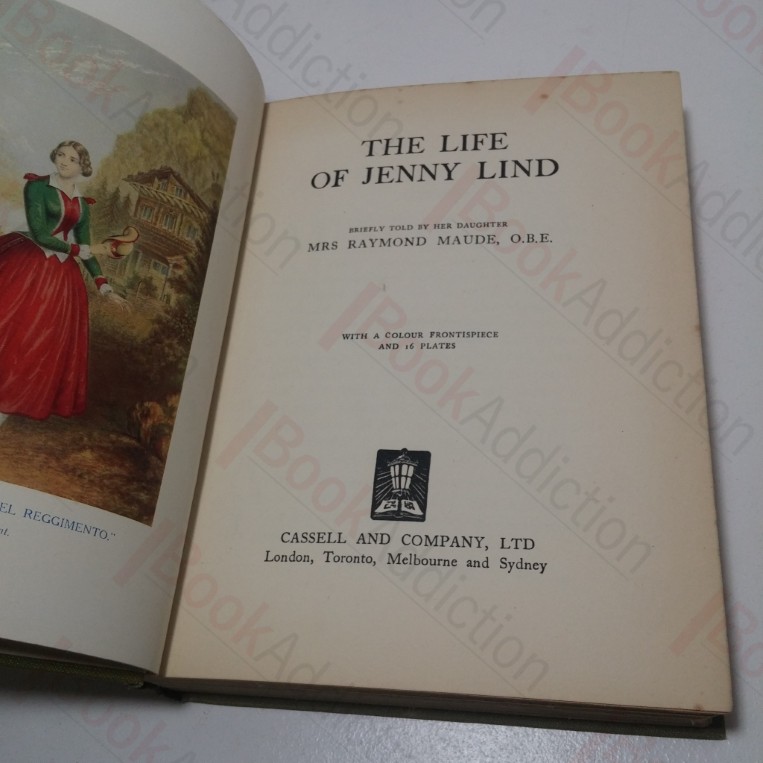 EL REGGIMENTO."
THE LIFE
OF JENNY LIND
BRIEFLY TOLD BY HER DAUGHTER
MRS RAYMOND MAUDE, O.B.E.
WITH A COLOUR FRONTISPIECE
AND 16 PLATES
CASSELL AND COMPANY, LTD
London, Toronto, Melbourne and Sydney
BookAddiction